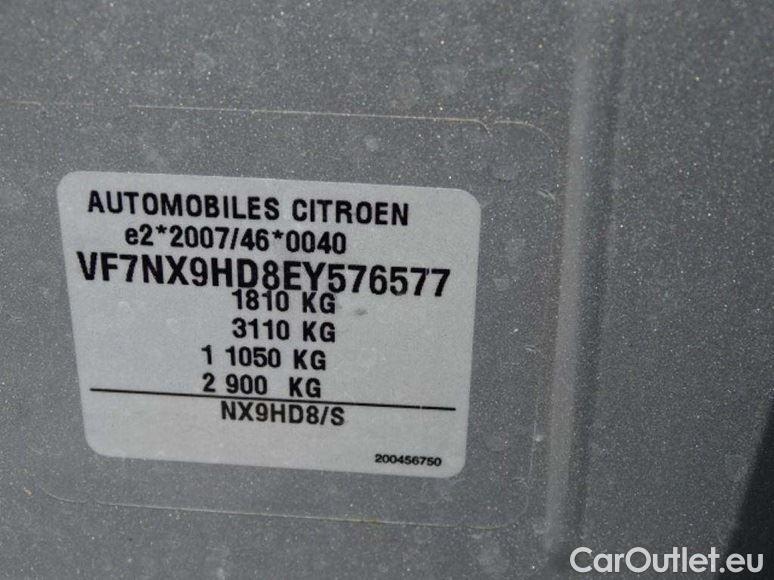 AUTOMOBILES CITROEN
e2*2007/46*0040
VF7NX9HD8EY576577
1810 KG
3110 KG
1 1050 KG
2 900 KG
NX9HD8/S
200456750
CarOutlet.eu